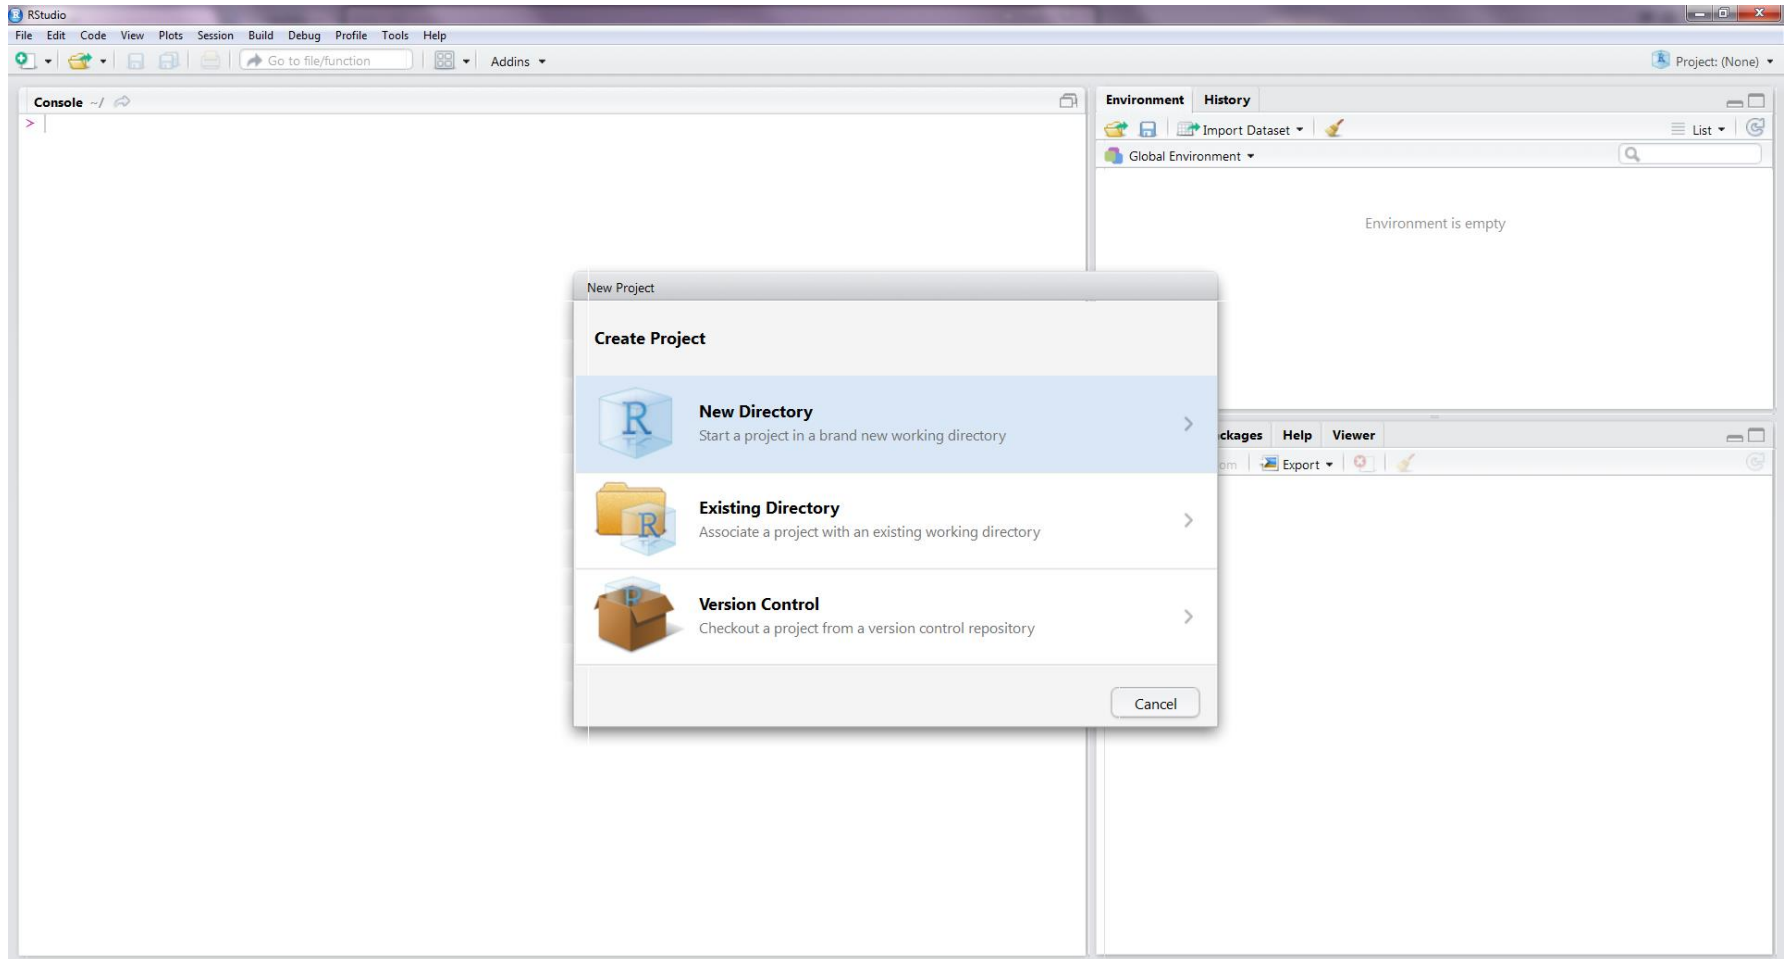 RStudio
File Edit Code View Plots Session Build Debug Profile Tools Help
Go to file/function Addins Project: (None)
Console ~/
>
Environment History
Import Dataset List
Global Environment
Environment is empty
New Project
Create Project
New Directory
Start a project in a brand new working directory
Existing Directory
Associate a project with an existing working directory
Version Control
Checkout a project from a version control repository
Cancel
ckages Help Viewer
om Export